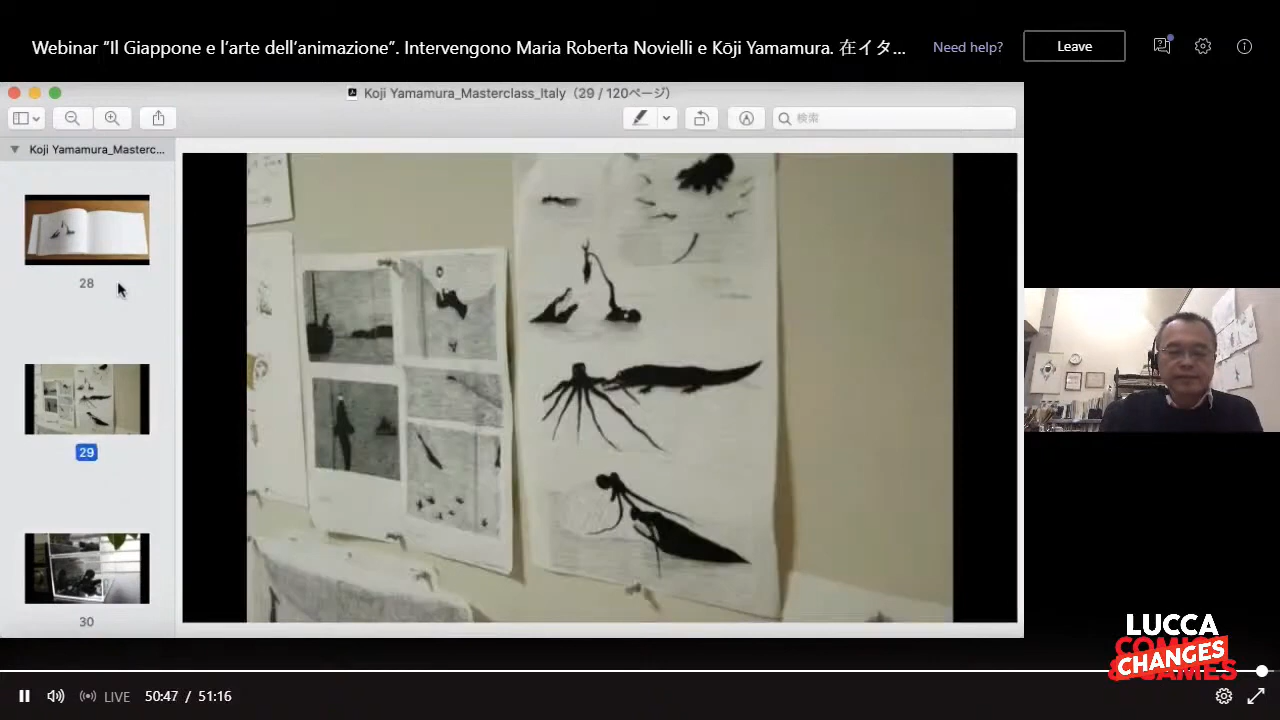 Webinar ”Il Giappone e l’arte dell’animazione”. Intervengono Maria Roberta Novielli e Kōji Yamamura. 在イタ...
Need help?
Leave
Koji Yamamura_Masterclass_Italy（29 / 120ページ）
検索
Koji Yamamura_Masterc...
28
29
30
LUCCA
COMICS
CHANGES
& GAMES
LIVE
50:47 / 51:16